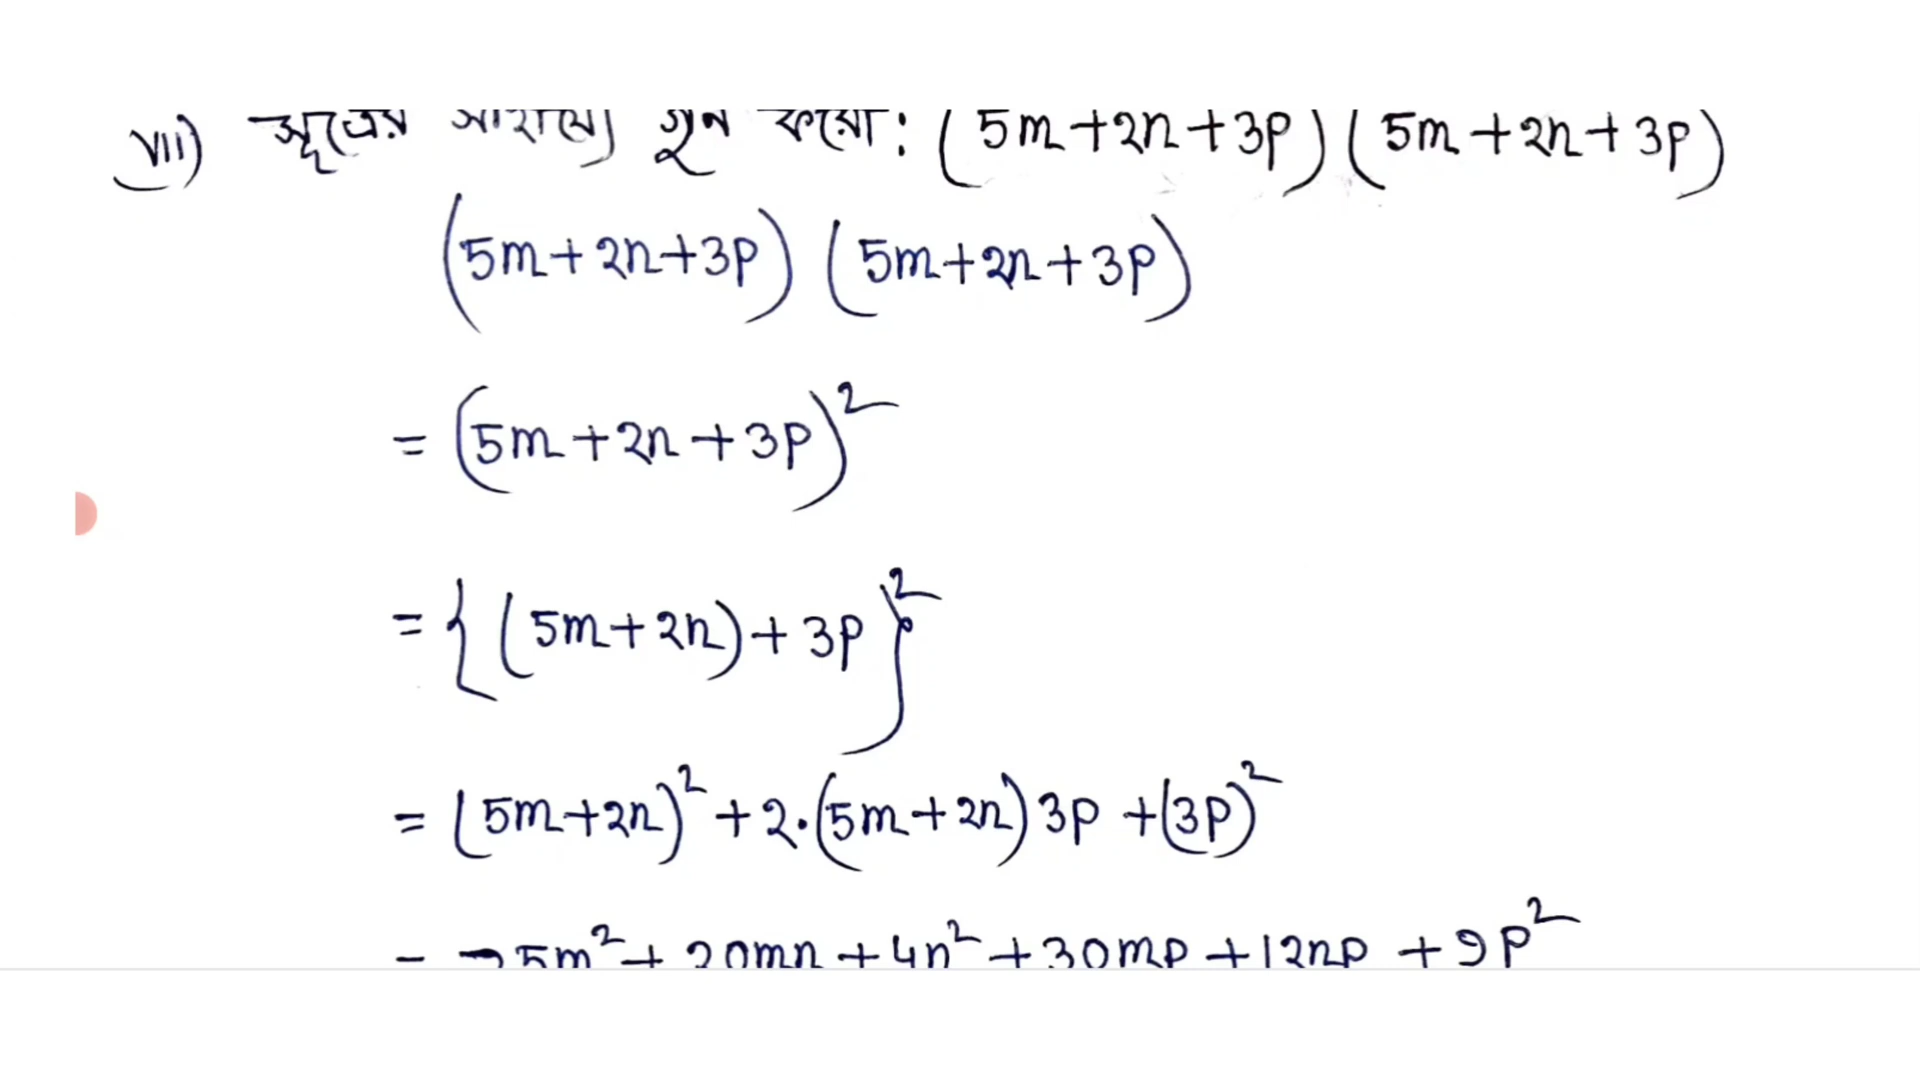 vii) সূত্রের সাহায্যে গুন করো: (5m+2n+3p)(5m+2n+3p)
(5m+2n+3p) (5m+2n+3p)
= (5m+2n+3p)²
= {(5m+2n)+3p}²
= (5m+2n)²+2·(5m+2n)3p+(3p)²
= 25m²+20mn+4n²+30mp+12np+9p²